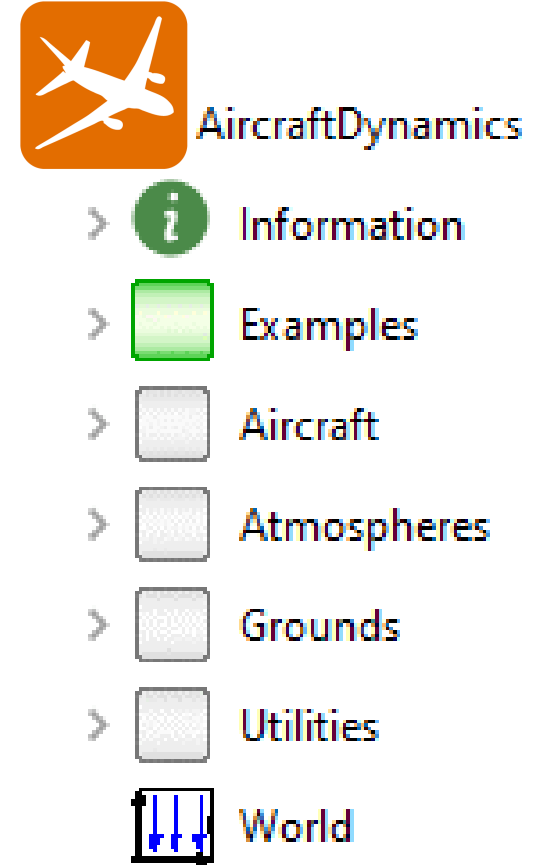 AircraftDynamics
Information
Examples
Aircraft
Atmospheres
Grounds
Utilities
World